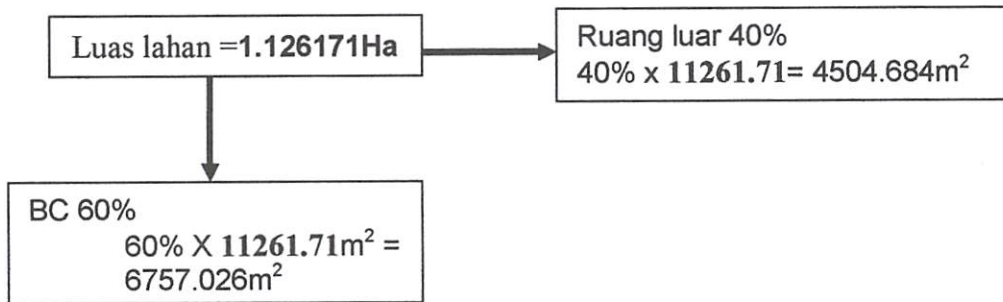 Luas lahan =1.126171Ha
Ruang luar 40%
40% x 11261.71= 4504.684m²
BC 60%
60% X 11261.71m² =
6757.026m²